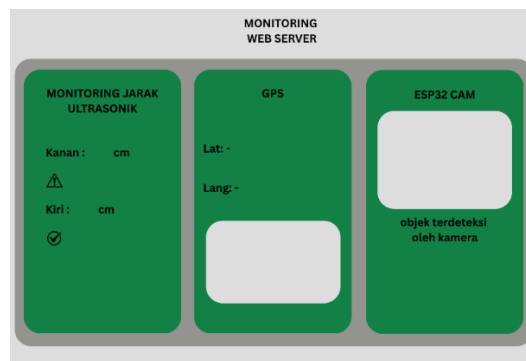 MONITORING
WEB SERVER
MONITORING JARAK
ULTRASONIK
Kanan : cm
Kiri : cm
GPS
Lat: -
Lang: -
ESP32 CAM
objek terdeteksi
oleh kamera